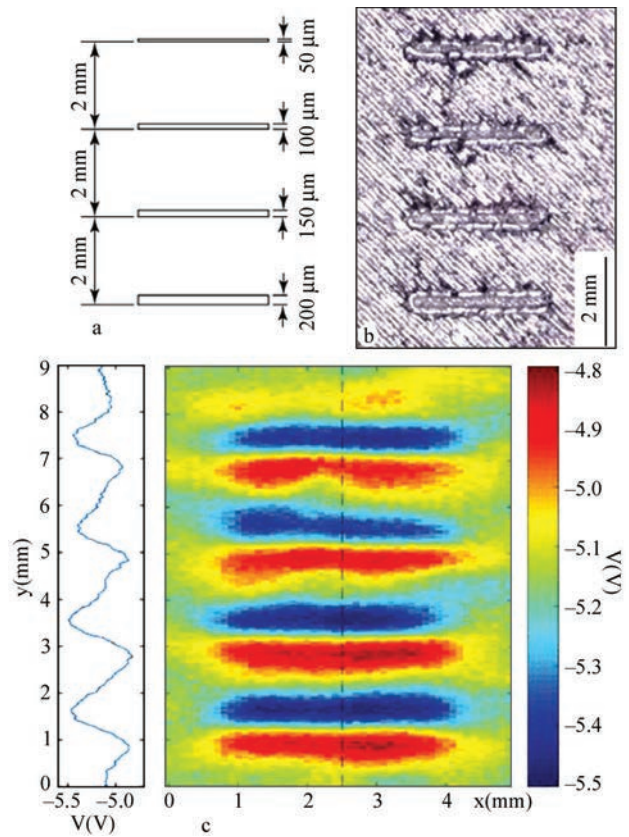 50 µm
2 mm
100 µm
2 mm
150 µm
2 mm
200 µm
a
b
2 mm
9
8
7
6
5
4
3
2
1
0
y(mm)
–5.5 –5.0
V(V)
0 1 2 3 4 x(mm)
c
–4.8
–4.9
–5.0
–5.1
–5.2
–5.3
–5.4
–5.5
V(V)